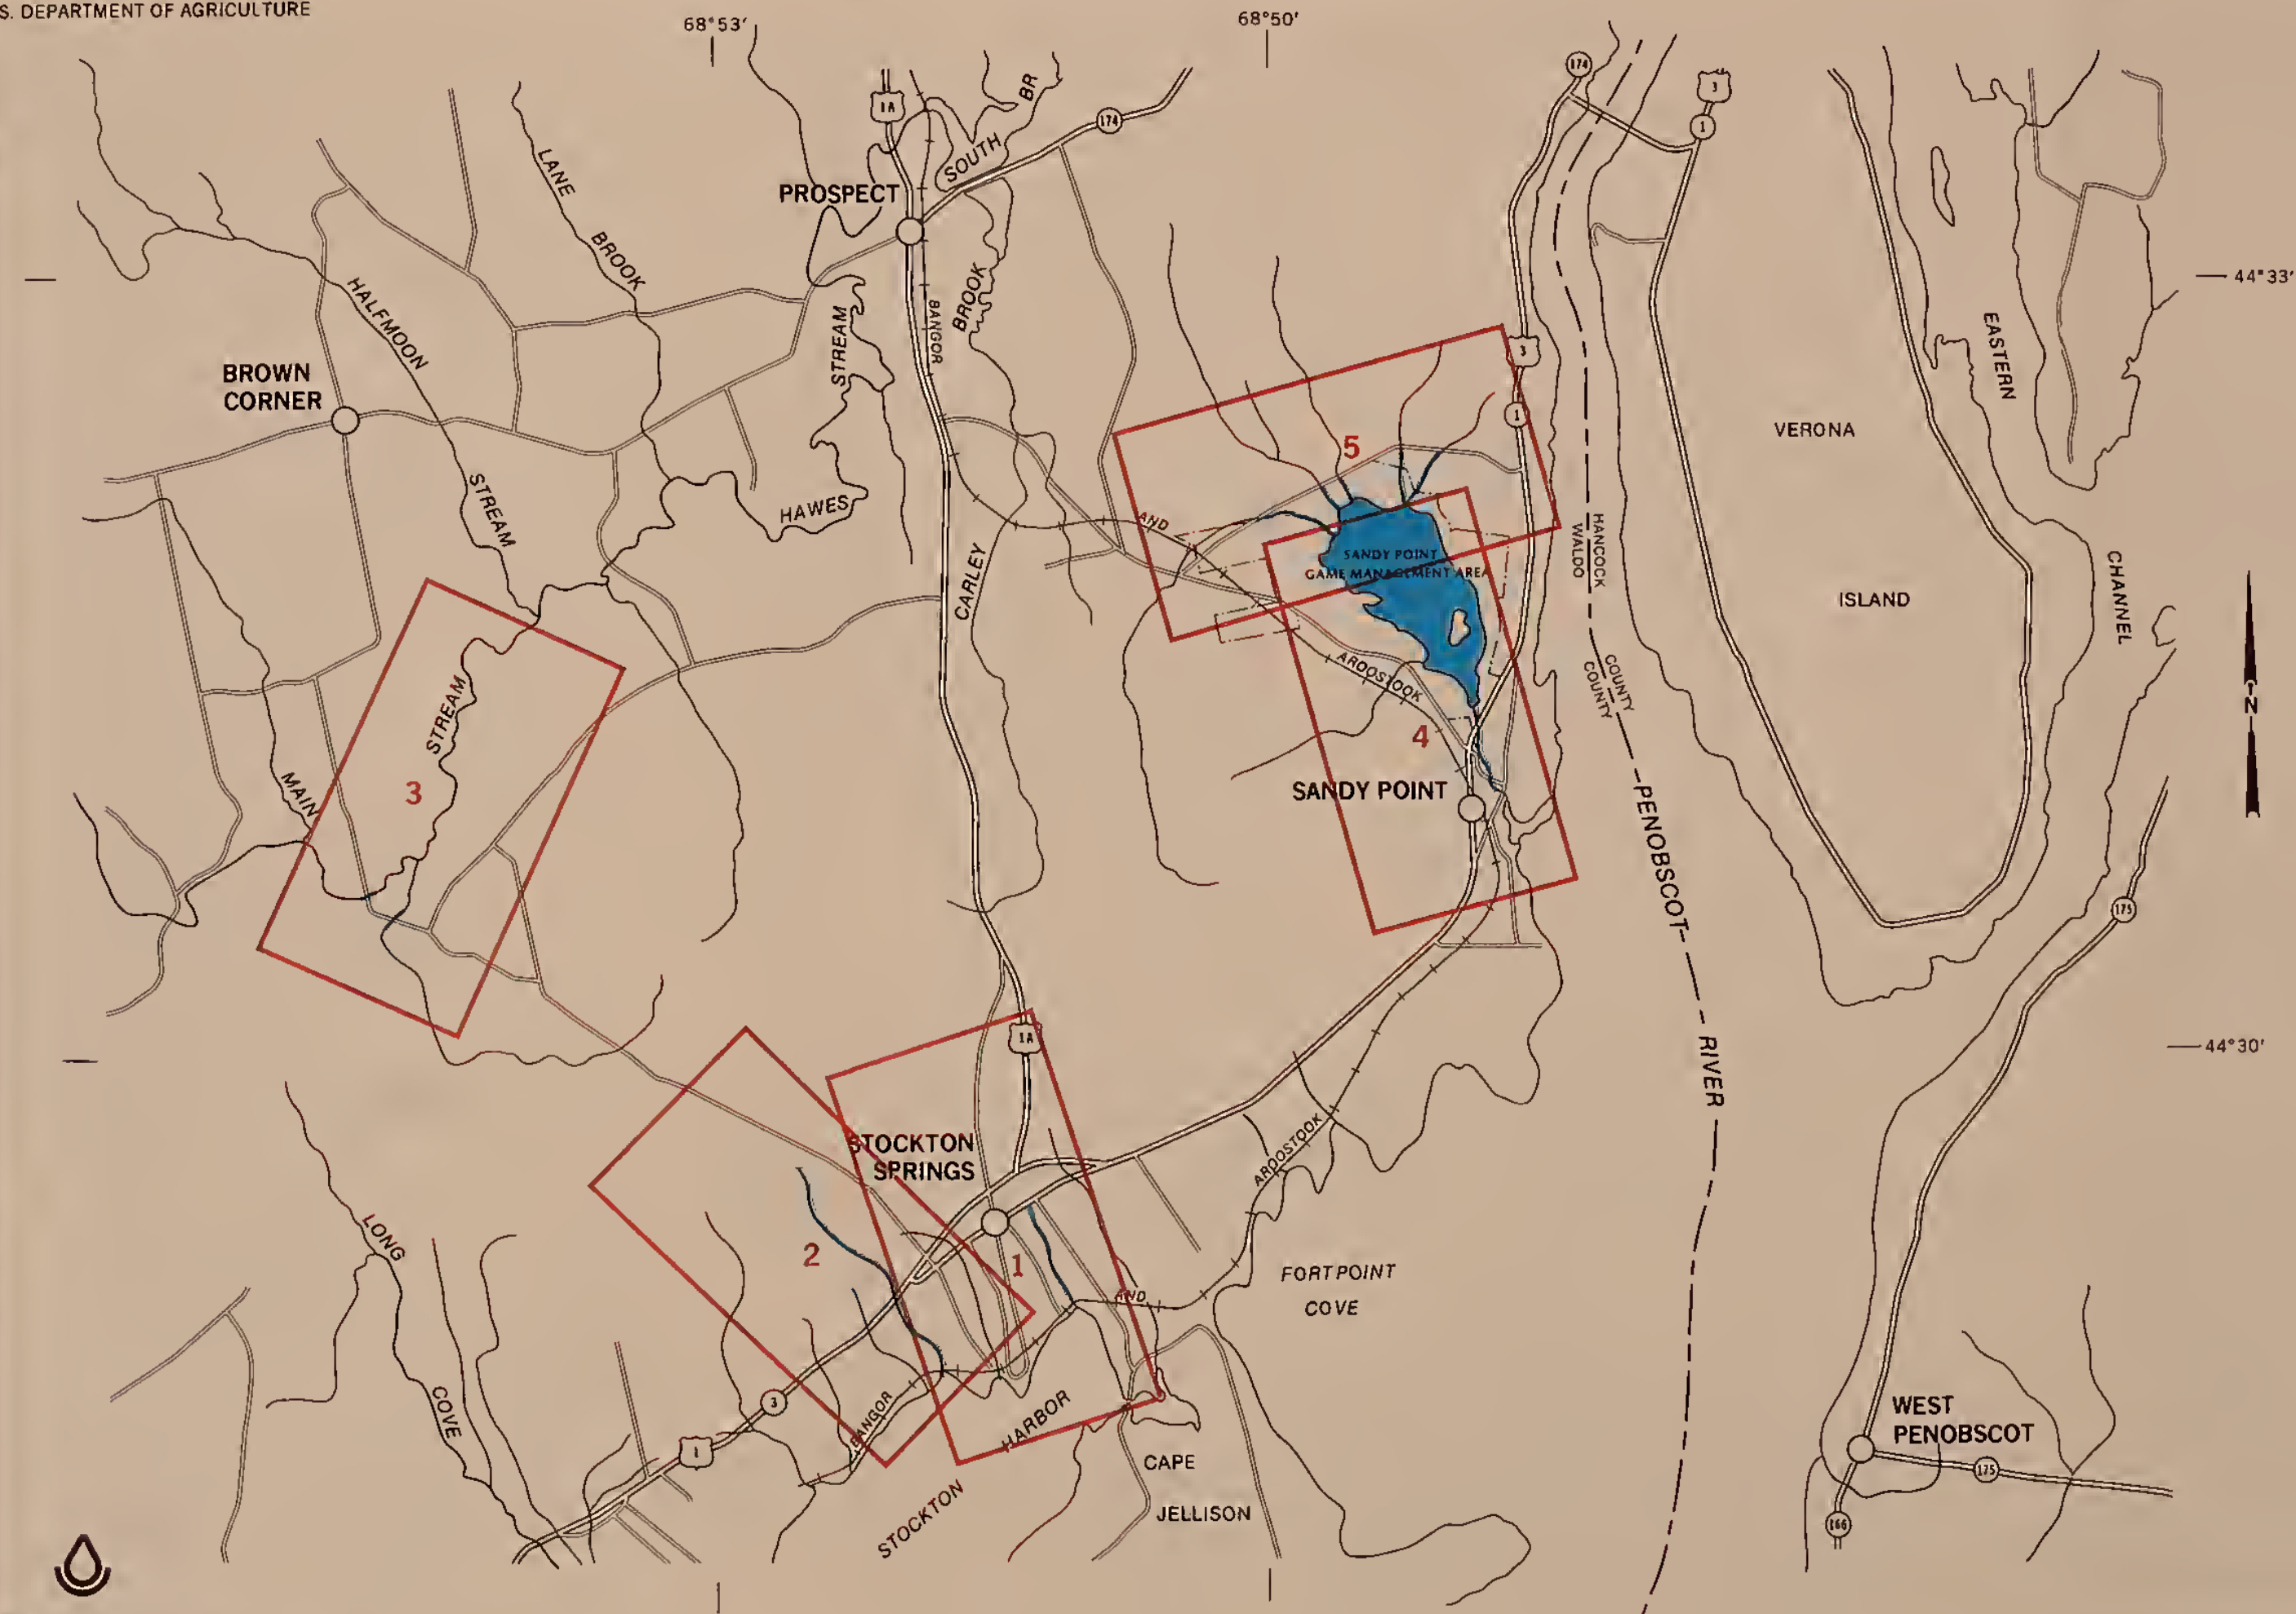 S. DEPARTMENT OF AGRICULTURE
68°53'
68°50'
174
3
1A
BR
174
1
SOUTH
LANE
PROSPECT
BROOK
44°33'
HALFMOON
BROOK
BANGOR
STREAM
EASTERN
3
BROWN
CORNER
1
VERONA
5
STREAM
HAWES
AND
HANCOCK
WALDO
SANDY POINT
GAME MANAGEMENT AREA
CARLEY
CHANNEL
ISLAND
COUNTY
COUNTY
AROOSTOOK
N
STREAM
4
3
MAIN
SANDY POINT
PENOBSCOT
175
RIVER
1A
44°30'
STOCKTON
SPRINGS
AROOSTOOK
LONG
2
1
FORT POINT
COVE
AND
3
COVE
BANGOR
HARBOR
WEST
PENOBSCOT
1
CAPE
175
JELLISON
STOCKTON
166